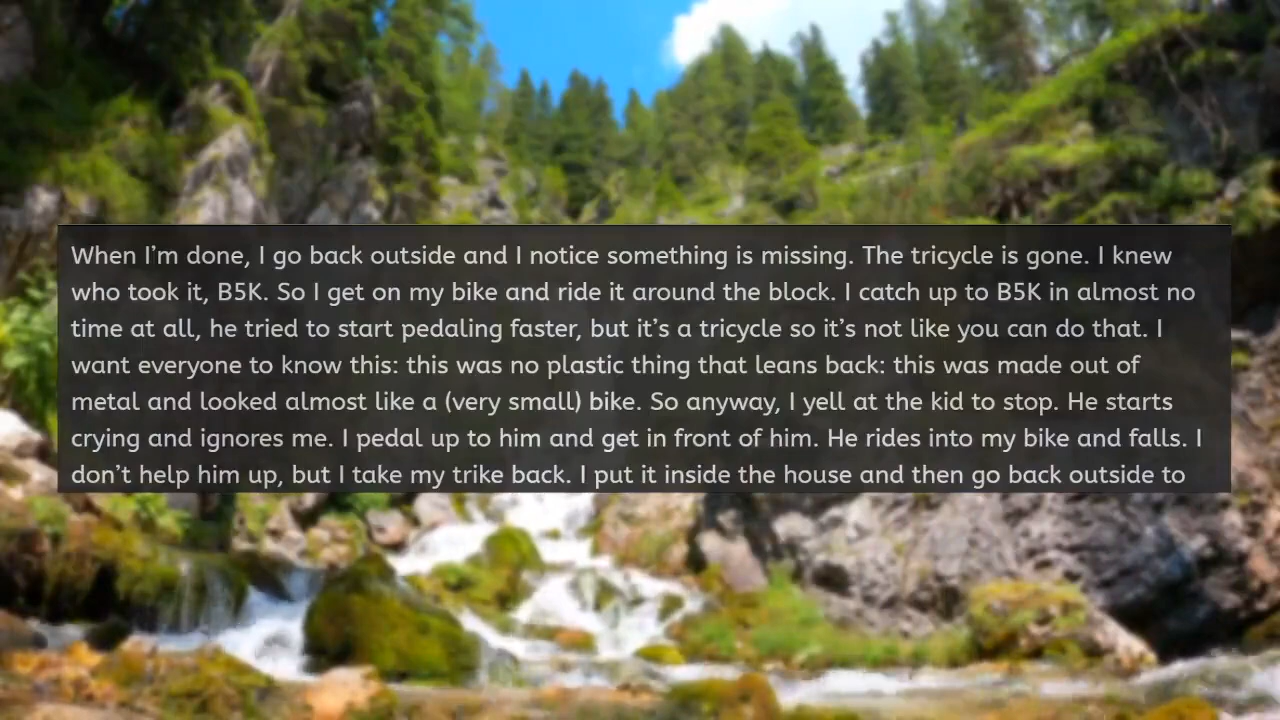 When I’m done, I go back outside and I notice something is missing. The tricycle is gone. I knew
who took it, B5K. So I get on my bike and ride it around the block. I catch up to B5K in almost no
time at all, he tried to start pedaling faster, but it’s a tricycle so it’s not like you can do that. I
want everyone to know this: this was no plastic thing that leans back: this was made out of
metal and looked almost like a (very small) bike. So anyway, I yell at the kid to stop. He starts
crying and ignores me. I pedal up to him and get in front of him. He rides into my bike and falls. I
don’t help him up, but I take my trike back. I put it inside the house and then go back outside to